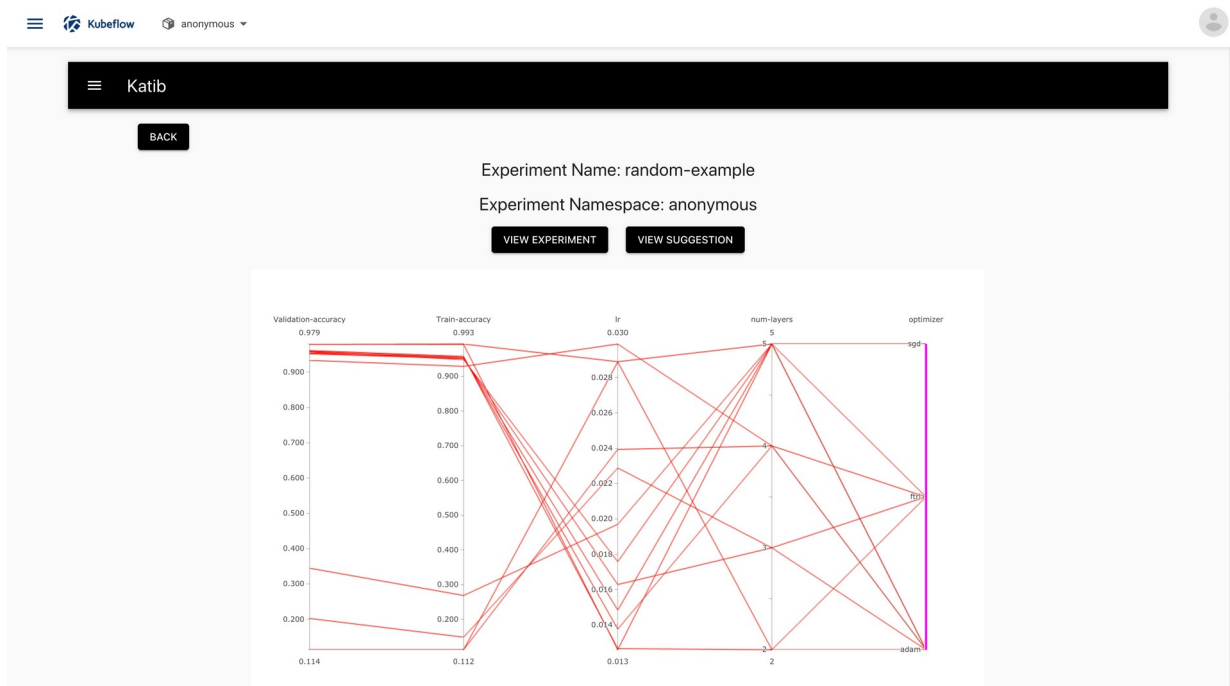 Kubeflow anonymous
Katib
BACK
Experiment Name: random-example
Experiment Namespace: anonymous
VIEW EXPERIMENT VIEW SUGGESTION
Validation-accuracy Train-accuracy lr num-layers optimizer
0.979 0.993 0.030 5
5 sgd
0.900 0.900 0.028
0.800 0.800 0.026
0.700 0.700 0.024 4
0.600 0.600 0.022
ftrl
0.500 0.500 0.020
0.400 0.400 0.018 3
0.300 0.300 0.016
0.200 0.200 0.014
2 adam
0.114 0.112 0.013 2